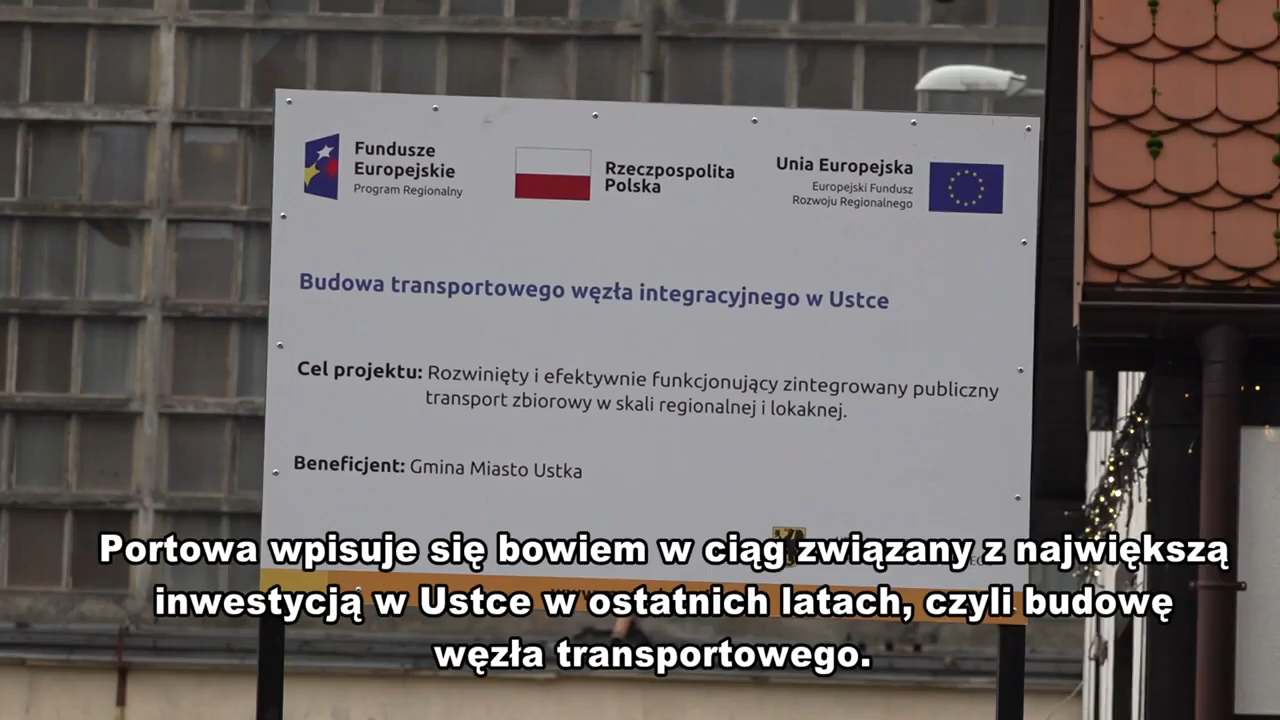 Fundusze
Europejskie
Program Regionalny
Rzeczpospolita
Polska
Unia Europejska
Europejski Fundusz
Rozwoju Regionalnego
Budowa transportowego węzła integracyjnego w Ustce
Cel projektu: Rozwinięty i efektywnie funkcjonujący zintegrowany publiczny
transport zbiorowy w skali regionalnej i lokaknej.
Beneficjent: Gmina Miasto Ustka
Portowa wpisuje się bowiem w ciąg związany z największą
inwestycją w Ustce w ostatnich latach, czyli budowę
węzła transportowego.